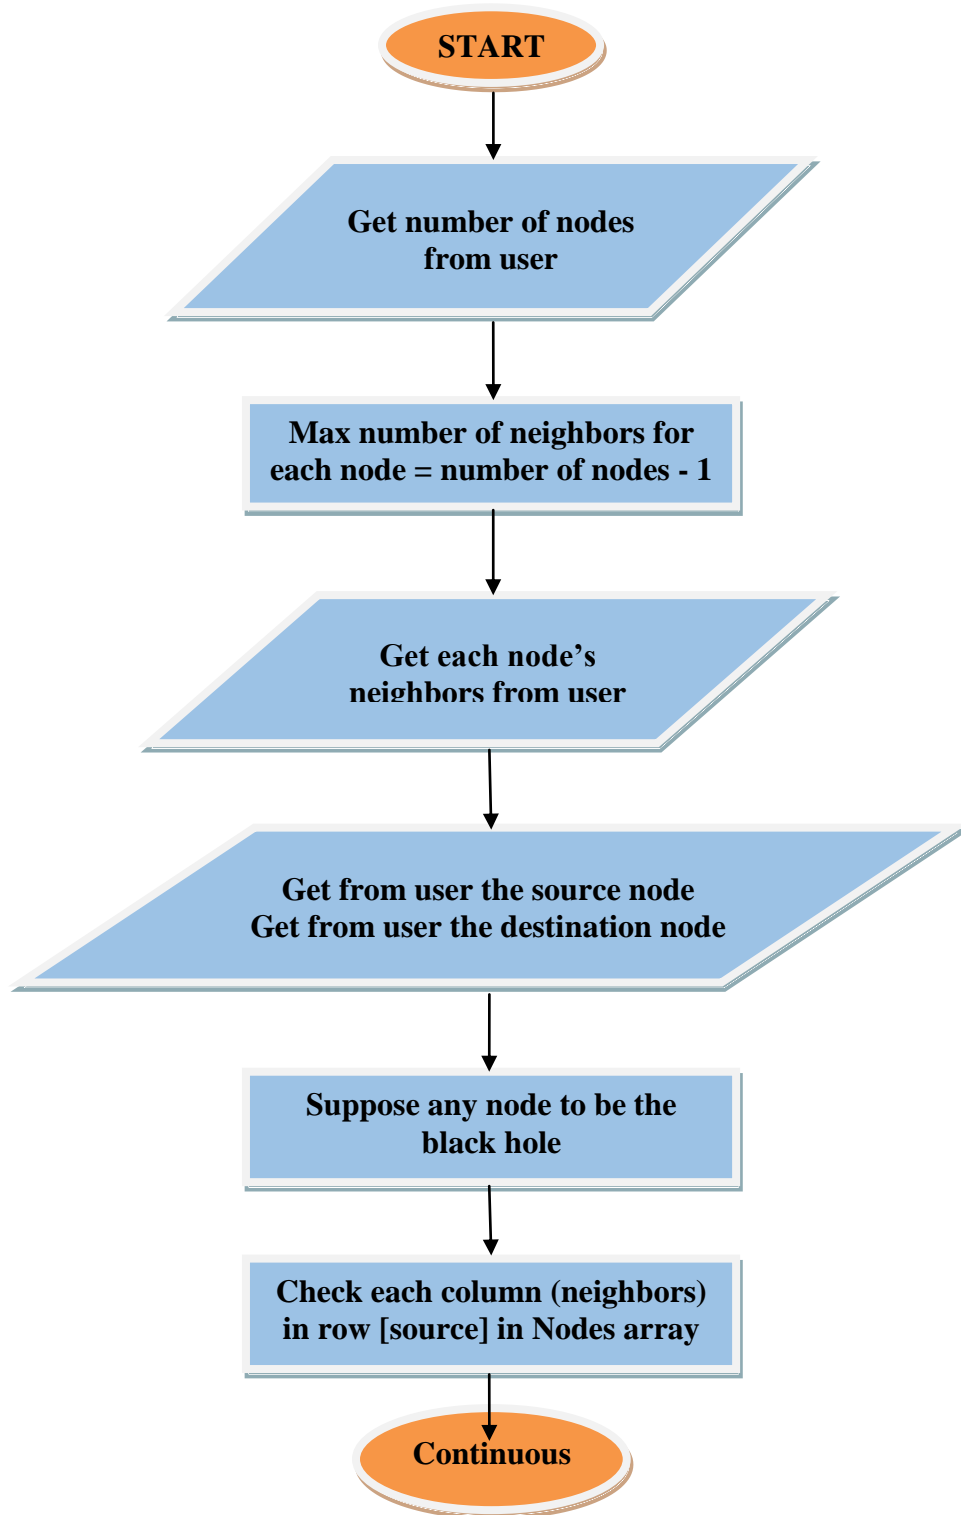 START
Get number of nodes
from user
Max number of neighbors for
each node = number of nodes - 1
Get each node’s
neighbors from user
Get from user the source node
Get from user the destination node
Suppose any node to be the
black hole
Check each column (neighbors)
in row [source] in Nodes array
Continuous